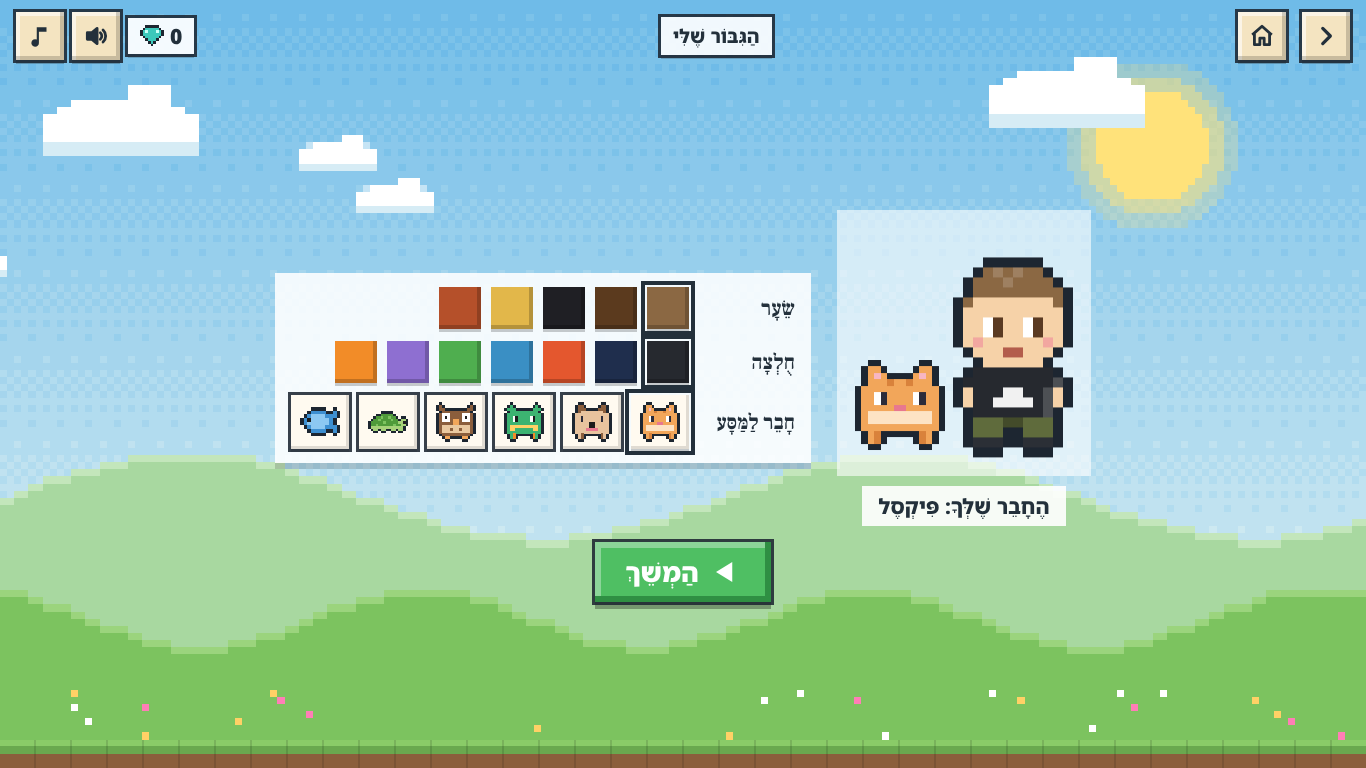 הַגִּבּוֹר שֶׁלִּי
0
שֵׂעָר
חֻלְצָה
חָבֵר לַמַּסָּע
הֶחָבֵר שֶׁלְּךָ: פִּיקְסֶל
הַמְשֵׁךְ